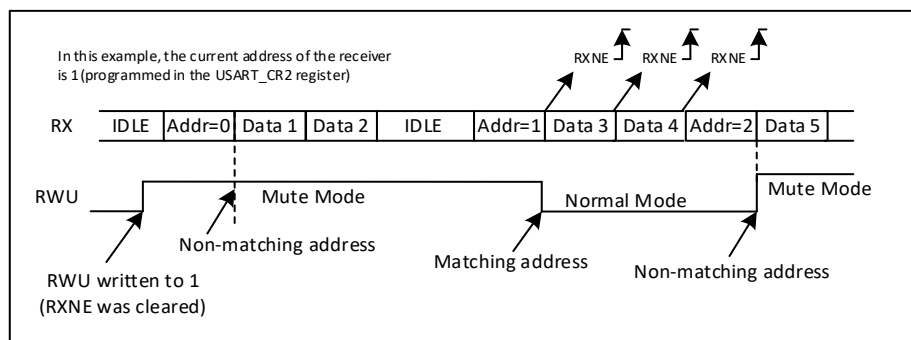 In this example, the current address of the receiver
is 1(programmed in the USART_CR2 register)
RXNE RXNE RXNE
RX IDLE Addr=0 Data 1 Data 2 IDLE Addr=1 Data 3 Data 4 Addr=2 Data 5
RWU Mute Mode Normal Mode Mute Mode
Non-matching address Matching address Non-matching address
RWU written to 1
(RXNE was cleared)